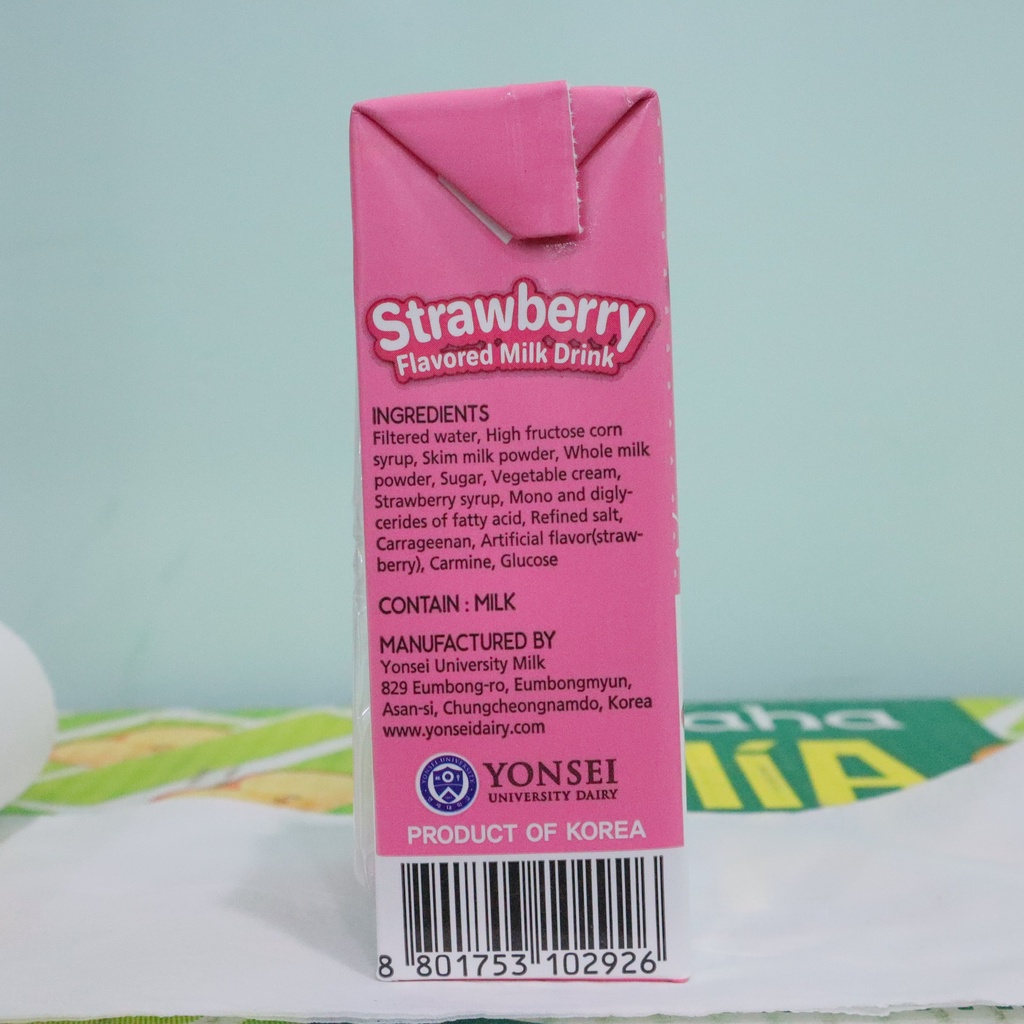 Strawberry
Flavored Milk Drink
INGREDIENTS
Filtered water, High fructose corn
syrup, Skim milk powder, Whole milk
powder, Sugar, Vegetable cream,
Strawberry syrup, Mono and digly-
cerides of fatty acid, Refined salt,
Carrageenan, Artificial flavor(straw-
berry), Carmine, Glucose
CONTAIN : MILK
MANUFACTURED BY
Yonsei University Milk
829 Eumbong-ro, Eumbongmyun,
Asan-si, Chungcheongnamdo, Korea
www.yonseidairy.com
YONSEI
UNIVERSITY DAIRY
PRODUCT OF KOREA
8 801753 102926